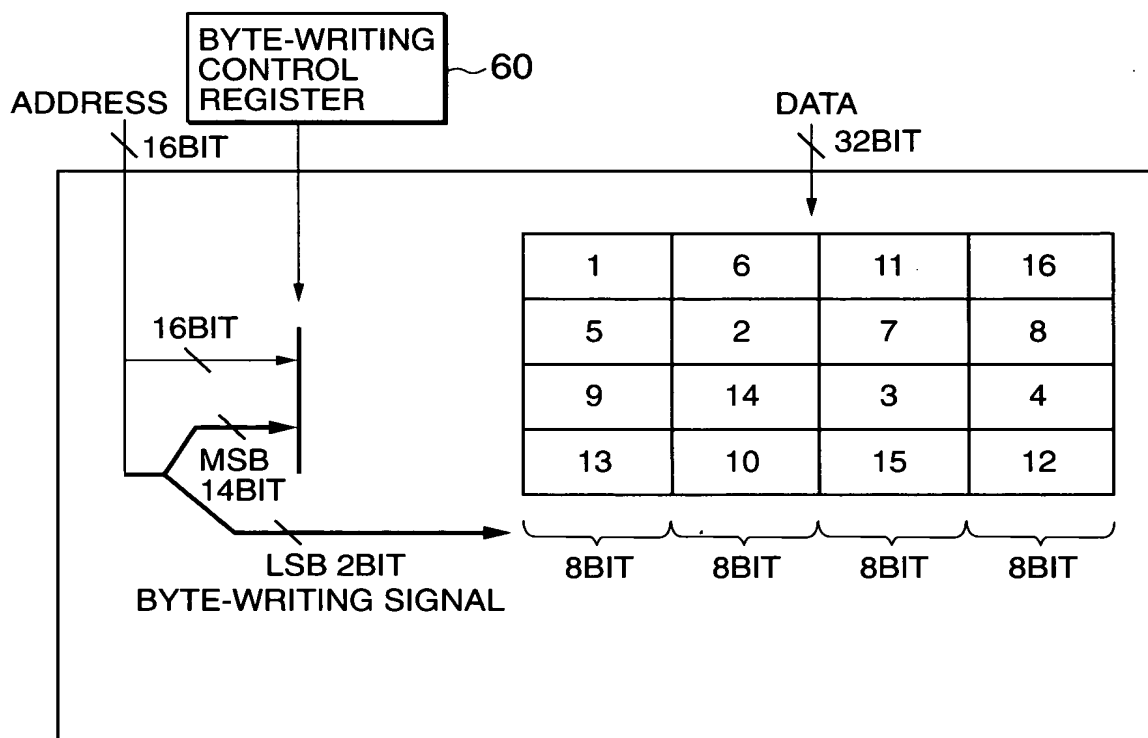 BYTE-WRITING
CONTROL
REGISTER
60
ADDRESS
16BIT
DATA
32BIT
1 6 11 16
5 2 7 8
9 14 3 4
13 10 15 12
16BIT
MSB
14BIT
LSB 2BIT
BYTE-WRITING SIGNAL
8BIT 8BIT 8BIT 8BIT